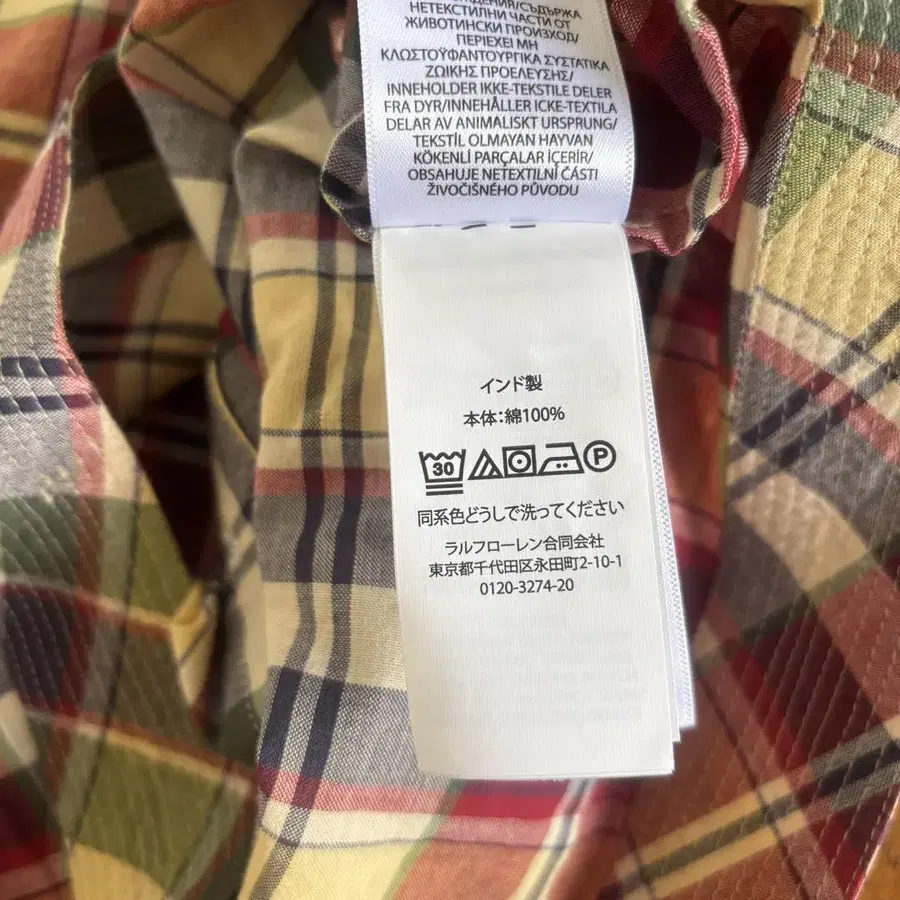 НЕТЕКСТИЛНИ ЧАСТИ ОТ
ЖИВОТИНСКИ ПРОИЗХОД/
ΠΕΡΙΕΧΕΙ ΜΗ
ΚΛΩΣΤΟΫΦΑΝΤΟΥΡΓΙΚΑ ΣΥΣΤΑΤΙΚΑ
ΖΩΙΚΗΣ ΠΡΟΕΛΕΥΣΗΣ/
INNEHOLDER IKKE-TEKSTILE DELER
FRA DYR/INNEHÅLLER ICKE-TEXTILA
DELAR AV ANIMALISKT URSPRUNG/
TEKSTİL OLMAYAN HAYVAN
KÖKENLİ PARÇALAR İÇERİR/
OBSAHUJE NETEXTILNÍ ČÁSTI
ŽIVOČIŠNÉHO PŮVODU
インド製
本体：綿100%
30 P
同系色どうしで洗ってください
ラルフローレン合同会社
東京都千代田区永田町2-10-1
0120-3274-20